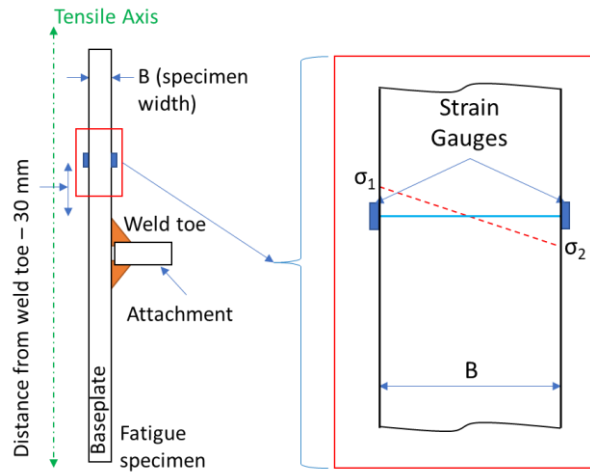 Tensile Axis
B (specimen
width)
Distance from weld toe – 30 mm
Weld toe
Attachment
Baseplate
Fatigue
specimen
Strain
Gauges
σ1
σ2
B